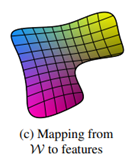 (c) Mapping from
𝒲 to features